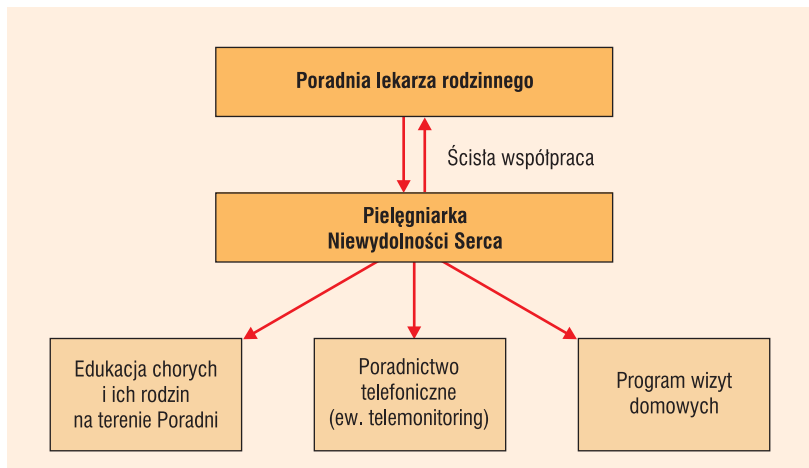 Poradnia lekarza rodzinnego
Ścisła współpraca
Pielęgniarka
Niewydolności Serca
Edukacja chorych
i ich rodzin
na terenie Poradni
Poradnictwo
telefoniczne
(ew. telemonitoring)
Program wizyt
domowych